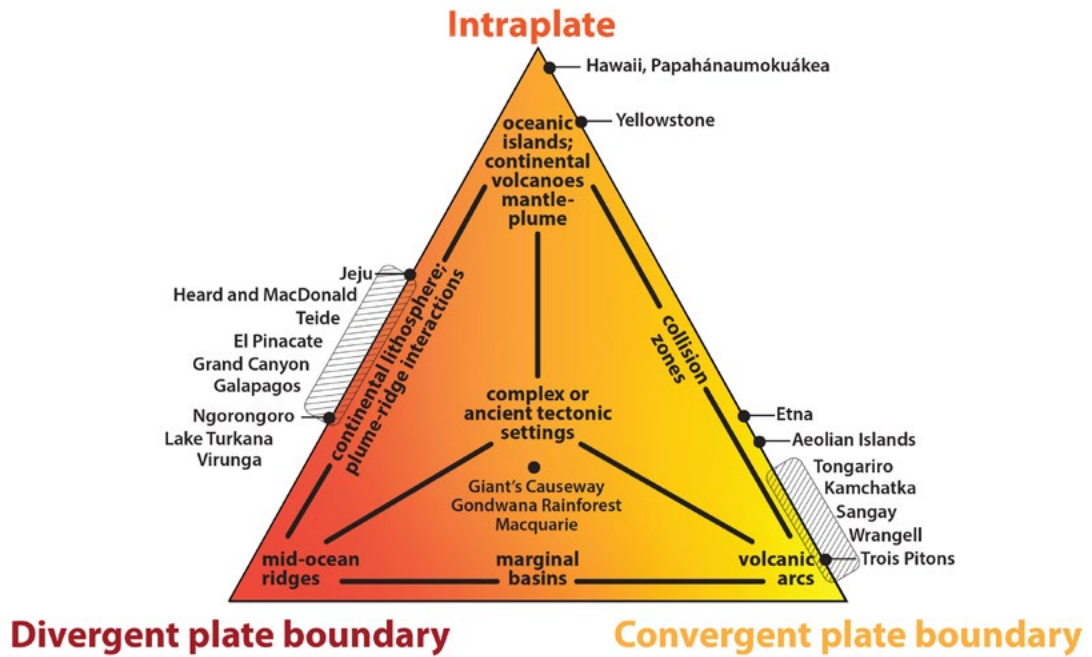 Intraplate
Hawaii, Papahánaumokuákea
Yellowstone
oceanic
islands;
continental
volcanoes
mantle-
plume
Jeju
Heard and MacDonald
Teide
El Pinacate
Grand Canyon
Galapagos
Ngorongoro
Lake Turkana
Virunga
continental lithosphere;
plume-ridge interactions
collision
zones
complex or
ancient tectonic
settings
Giant's Causeway
Gondwana Rainforest
Macquarie
Etna
Aeolian Islands
Tongariro
Kamchatka
Sangay
Wrangell
Trois Pitons
mid-ocean
ridges
marginal
basins
volcanic
arcs
Divergent plate boundary
Convergent plate boundary